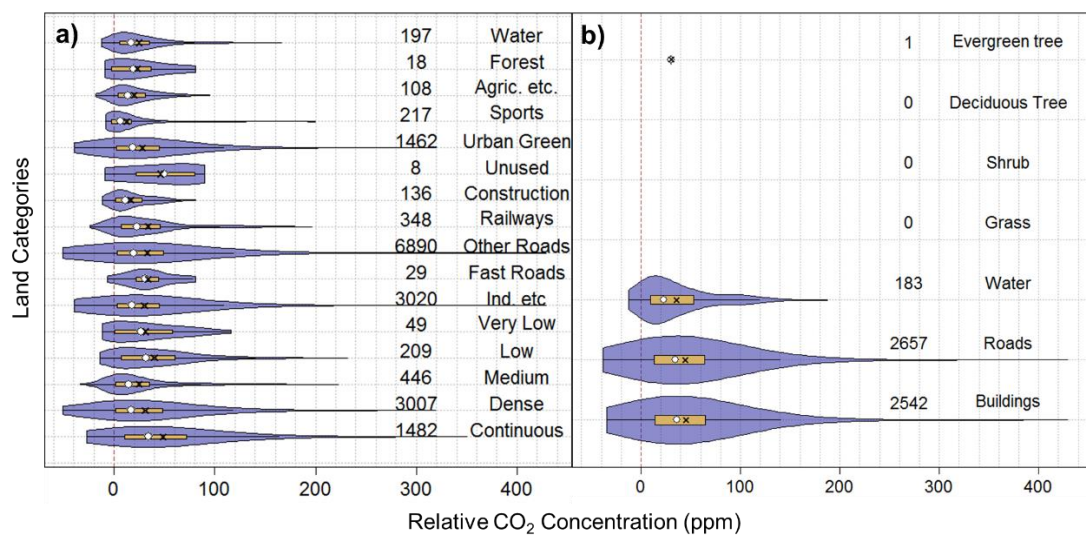 a)
197 Water
18 Forest
108 Agric. etc.
217 Sports
1462 Urban Green
8 Unused
136 Construction
348 Railways
6890 Other Roads
29 Fast Roads
3020 Ind. etc
49 Very Low
209 Low
446 Medium
3007 Dense
1482 Continuous
0 100 200 300 400
b)
1 Evergreen tree
0 Deciduous Tree
0 Shrub
0 Grass
183 Water
2657 Roads
2542 Buildings
0 100 200 300 400
Land Categories
Relative CO₂ Concentration (ppm)